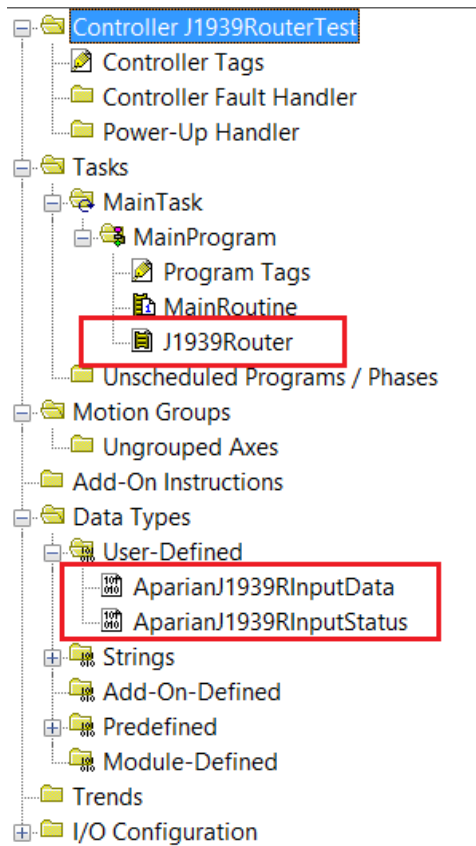 Controller J1939RouterTest
Controller Tags
Controller Fault Handler
Power-Up Handler
Tasks
MainTask
MainProgram
Program Tags
MainRoutine
J1939Router
Unscheduled Programs / Phases
Motion Groups
Ungrouped Axes
Add-On Instructions
Data Types
User-Defined
AparianJ1939RInputData
AparianJ1939RInputStatus
Strings
Add-On-Defined
Predefined
Module-Defined
Trends
I/O Configuration